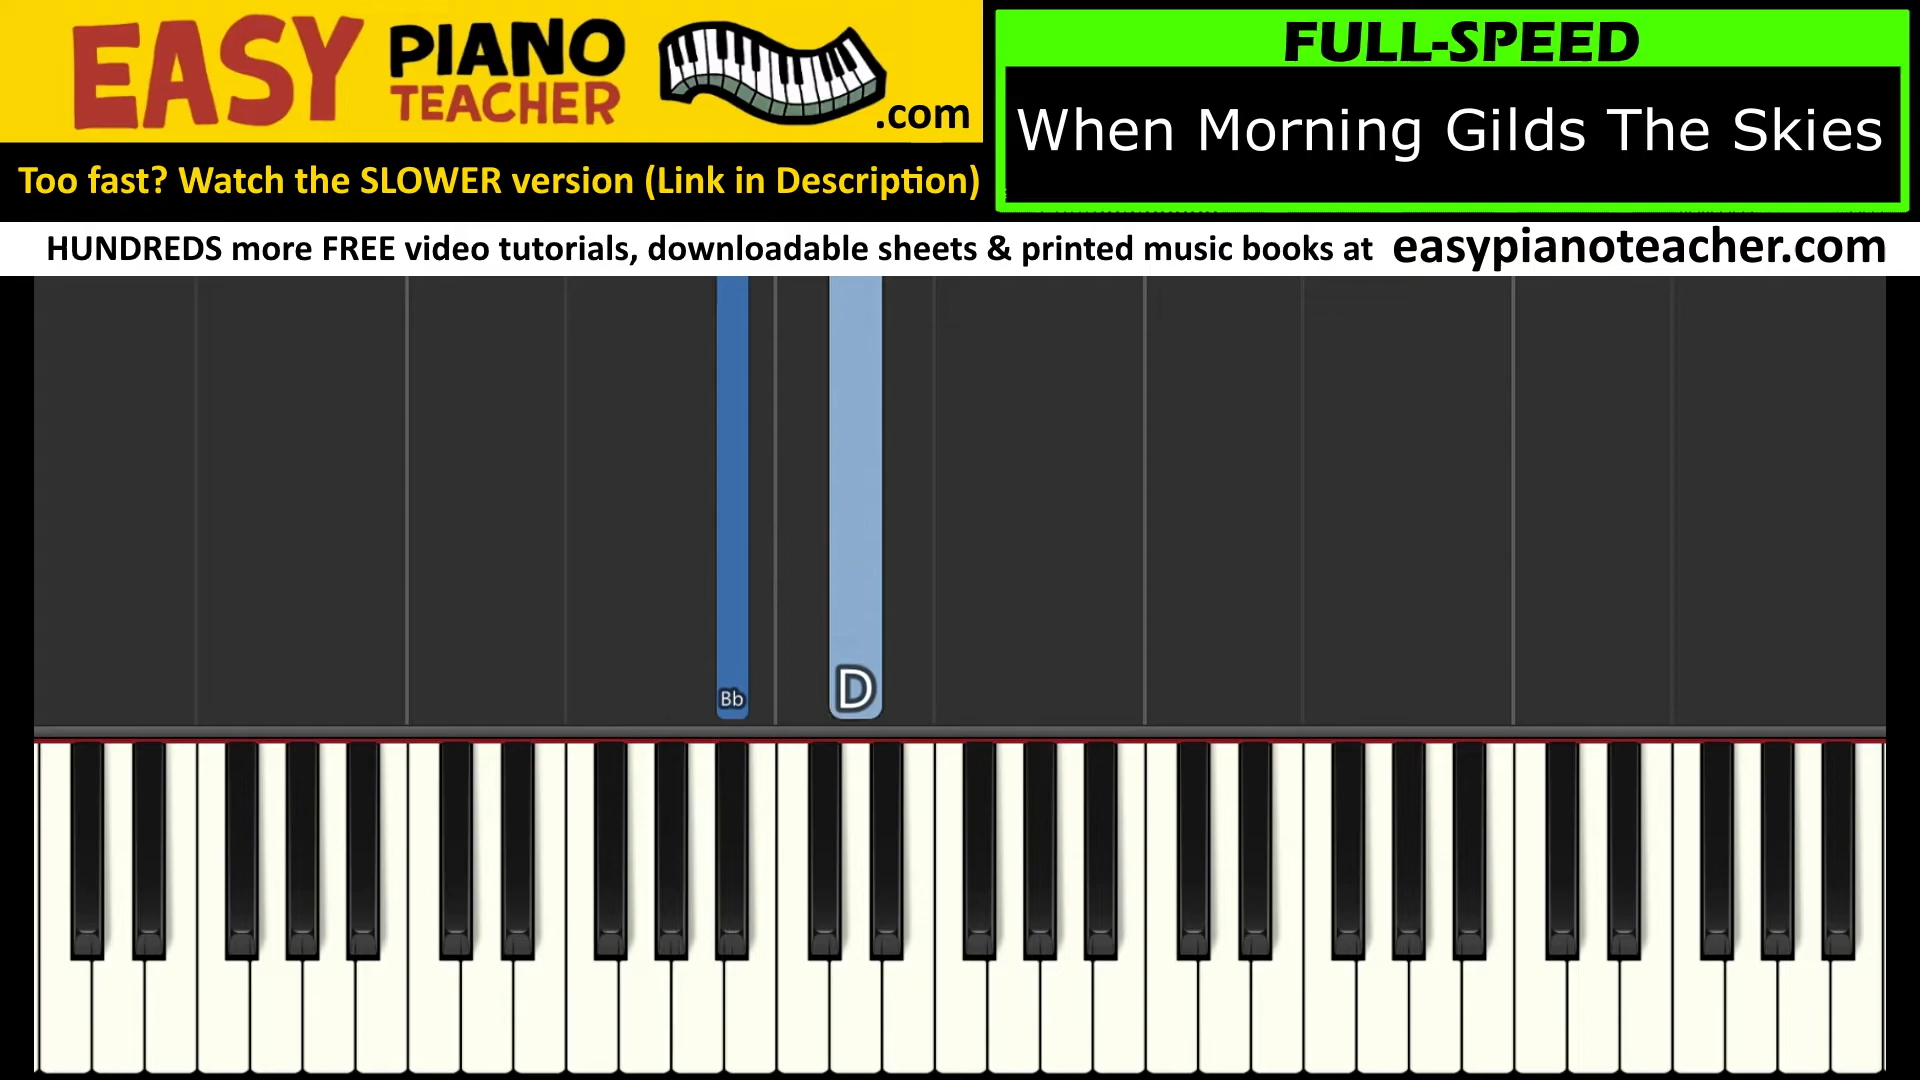 EASY PIANO TEACHER .com
FULL-SPEED
When Morning Gilds The Skies
Too fast? Watch the SLOWER version (Link in Description)
HUNDREDS more FREE video tutorials, downloadable sheets & printed music books at easypianoteacher.com
Bb
D